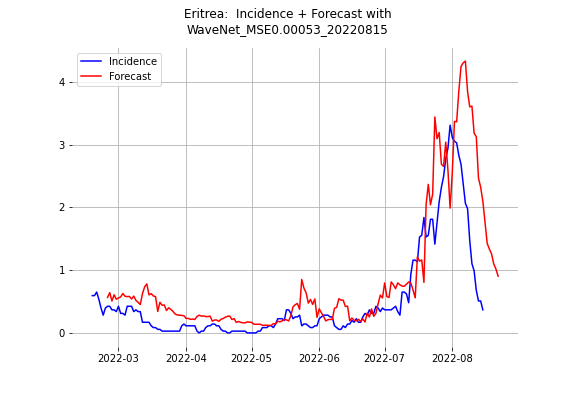 Eritrea:  Incidence + Forecast with
WaveNet_MSE0.00053_20220815
Incidence
Forecast
4
3
2
1
0
2022-03
2022-04
2022-05
2022-06
2022-07
2022-08